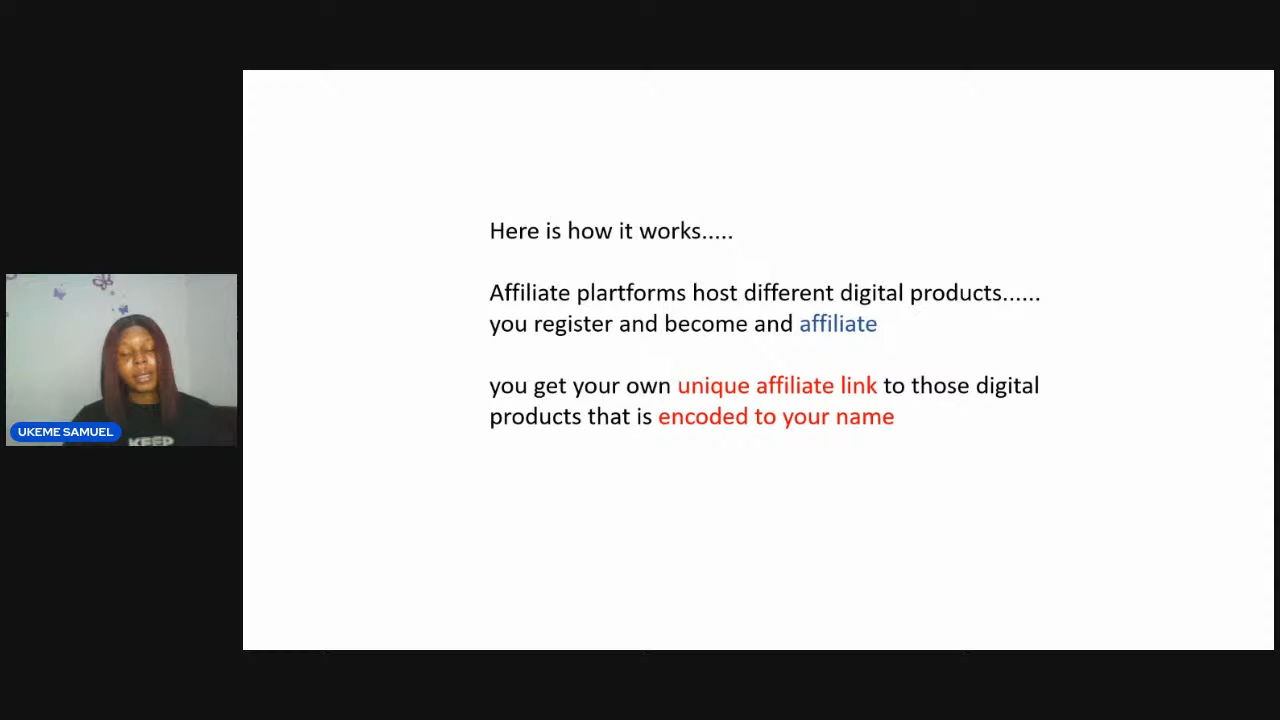 Here is how it works.....
Affiliate plartforms host different digital products......
you register and become and affiliate
you get your own unique affiliate link to those digital
products that is encoded to your name
UKEME SAMUEL
KEEP